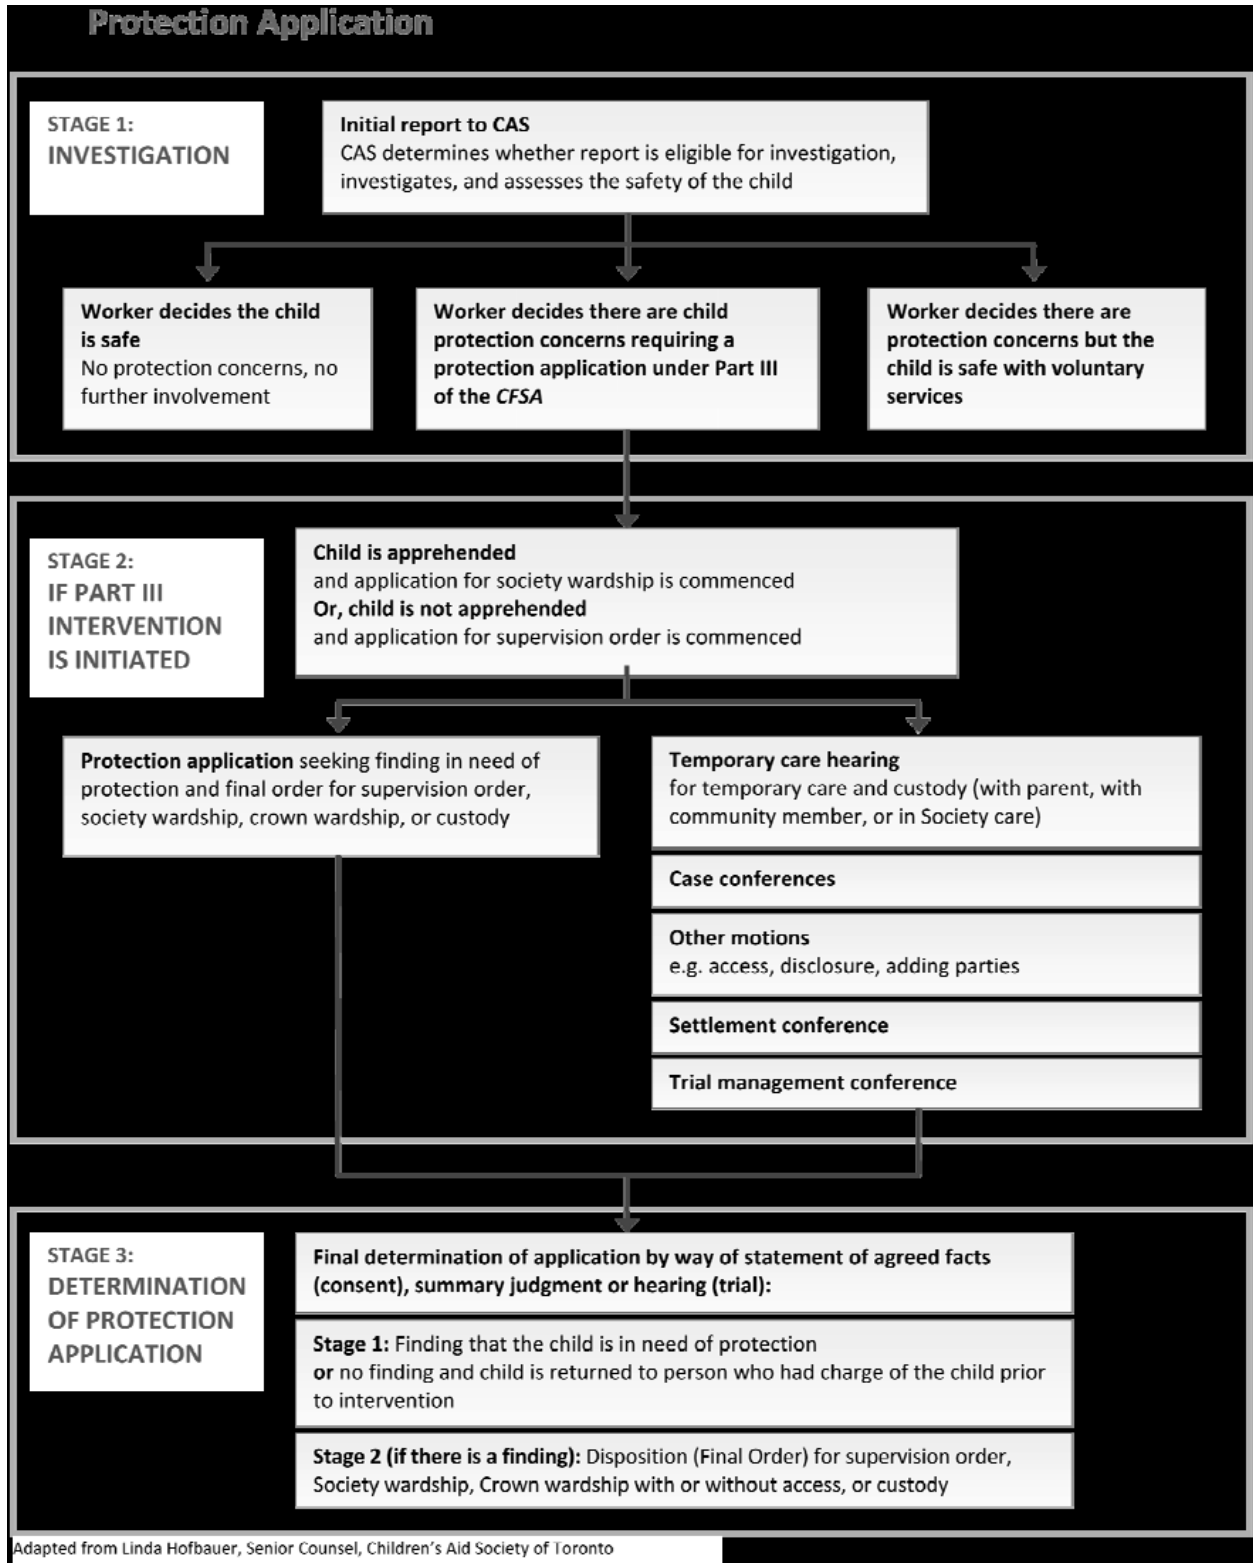 Protection Application
STAGE 1:
INVESTIGATION
Initial report to CAS
CAS determines whether report is eligible for investigation,
investigates, and assesses the safety of the child
Worker decides the child
is safe
No protection concerns, no
further involvement
Worker decides there are child
protection concerns requiring a
protection application under Part III
of the CFSA
Worker decides there are
protection concerns but the
child is safe with voluntary
services
STAGE 2:
IF PART III
INTERVENTION
IS INITIATED
Child is apprehended
and application for society wardship is commenced
Or, child is not apprehended
and application for supervision order is commenced
Protection application seeking finding in need of
protection and final order for supervision order,
society wardship, crown wardship, or custody
Temporary care hearing
for temporary care and custody (with parent, with
community member, or in Society care)
Case conferences
Other motions
e.g. access, disclosure, adding parties
Settlement conference
Trial management conference
STAGE 3:
DETERMINATION
OF PROTECTION
APPLICATION
Final determination of application by way of statement of agreed facts
(consent), summary judgment or hearing (trial):
Stage 1: Finding that the child is in need of protection
or no finding and child is returned to person who had charge of the child prior
to intervention
Stage 2 (if there is a finding): Disposition (Final Order) for supervision order,
Society wardship, Crown wardship with or without access, or custody
Adapted from Linda Hofbauer, Senior Counsel, Children's Aid Society of Toronto